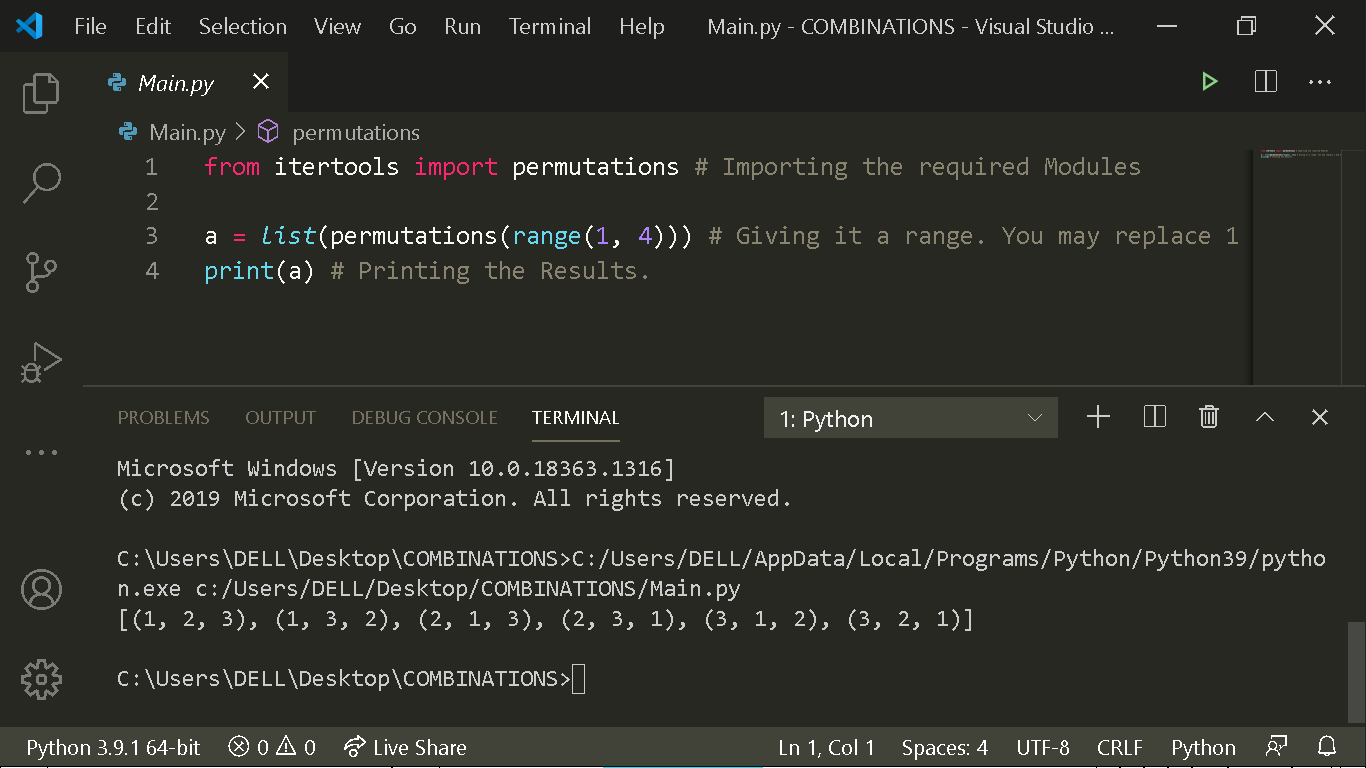 File Edit Selection View Go Run Terminal Help Main.py - COMBINATIONS - Visual Studio ...
Main.py
Main.py > permutations
1 from itertools import permutations # Importing the required Modules
2
3 a = list(permutations(range(1, 4))) # Giving it a range. You may replace 1
4 print(a) # Printing the Results.
PROBLEMS OUTPUT DEBUG CONSOLE TERMINAL 1: Python
Microsoft Windows [Version 10.0.18363.1316]
(c) 2019 Microsoft Corporation. All rights reserved.
C:\Users\DELL\Desktop\COMBINATIONS>C:/Users/DELL/AppData/Local/Programs/Python/Python39/pytho
n.exe c:/Users/DELL/Desktop/COMBINATIONS/Main.py
[(1, 2, 3), (1, 3, 2), (2, 1, 3), (2, 3, 1), (3, 1, 2), (3, 2, 1)]
C:\Users\DELL\Desktop\COMBINATIONS>
Python 3.9.1 64-bit 0 0 Live Share Ln 1, Col 1 Spaces: 4 UTF-8 CRLF Python